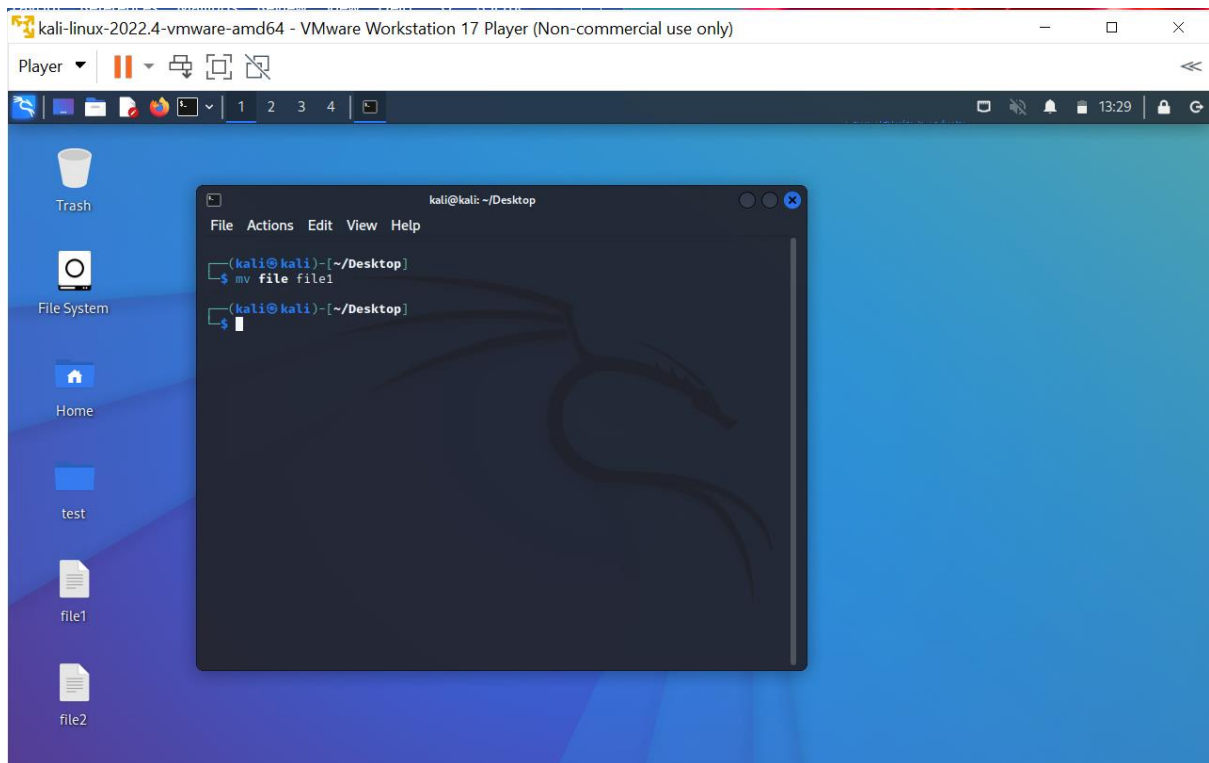 kali-linux-2022.4-vmware-amd64 - VMware Workstation 17 Player (Non-commercial use only)
Player
1 2 3 4
13:29
Trash
kali@kali: ~/Desktop
File Actions Edit View Help
(kali㉿kali)-[~/Desktop]
$ mv file file1
(kali㉿kali)-[~/Desktop]
$
File System
Home
test
file1
file2